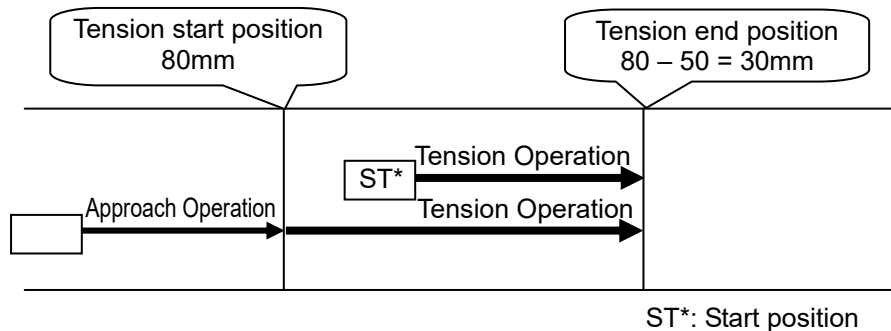 Tension start position
80mm
Tension end position
80 – 50 = 30mm
Tension Operation
ST*
Approach Operation
Tension Operation
ST*: Start position